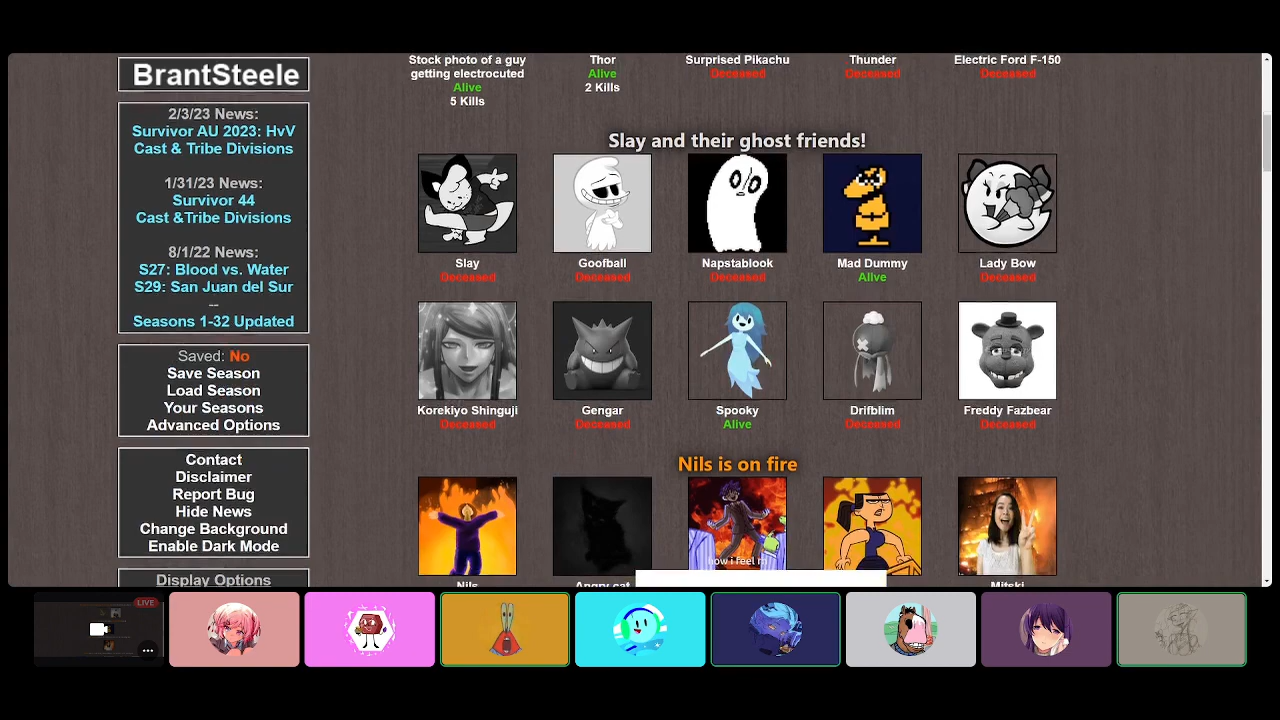 BrantSteele
2/3/23 News:
Survivor AU 2023: HvV
Cast & Tribe Divisions
1/31/23 News:
Survivor 44
Cast &Tribe Divisions
8/1/22 News:
S27: Blood vs. Water
S29: San Juan del Sur
--
Seasons 1-32 Updated
Saved: No
Save Season
Load Season
Your Seasons
Advanced Options
Contact
Disclaimer
Report Bug
Hide News
Change Background
Enable Dark Mode
Display Options
Stock photo of a guy
getting electrocuted
Alive
5 Kills
Thor
Alive
2 Kills
Surprised Pikachu
Deceased
Thunder
Deceased
Electric Ford F-150
Deceased
Slay and their ghost friends!
Slay
Deceased
Goofball
Deceased
Napstablook
Deceased
Mad Dummy
Alive
Lady Bow
Deceased
Korekiyo Shinguji
Deceased
Gengar
Deceased
Spooky
Alive
Drifblim
Deceased
Freddy Fazbear
Deceased
Nils is on fire
how i feel
Nils
Angry cat
Mitski
LIVE